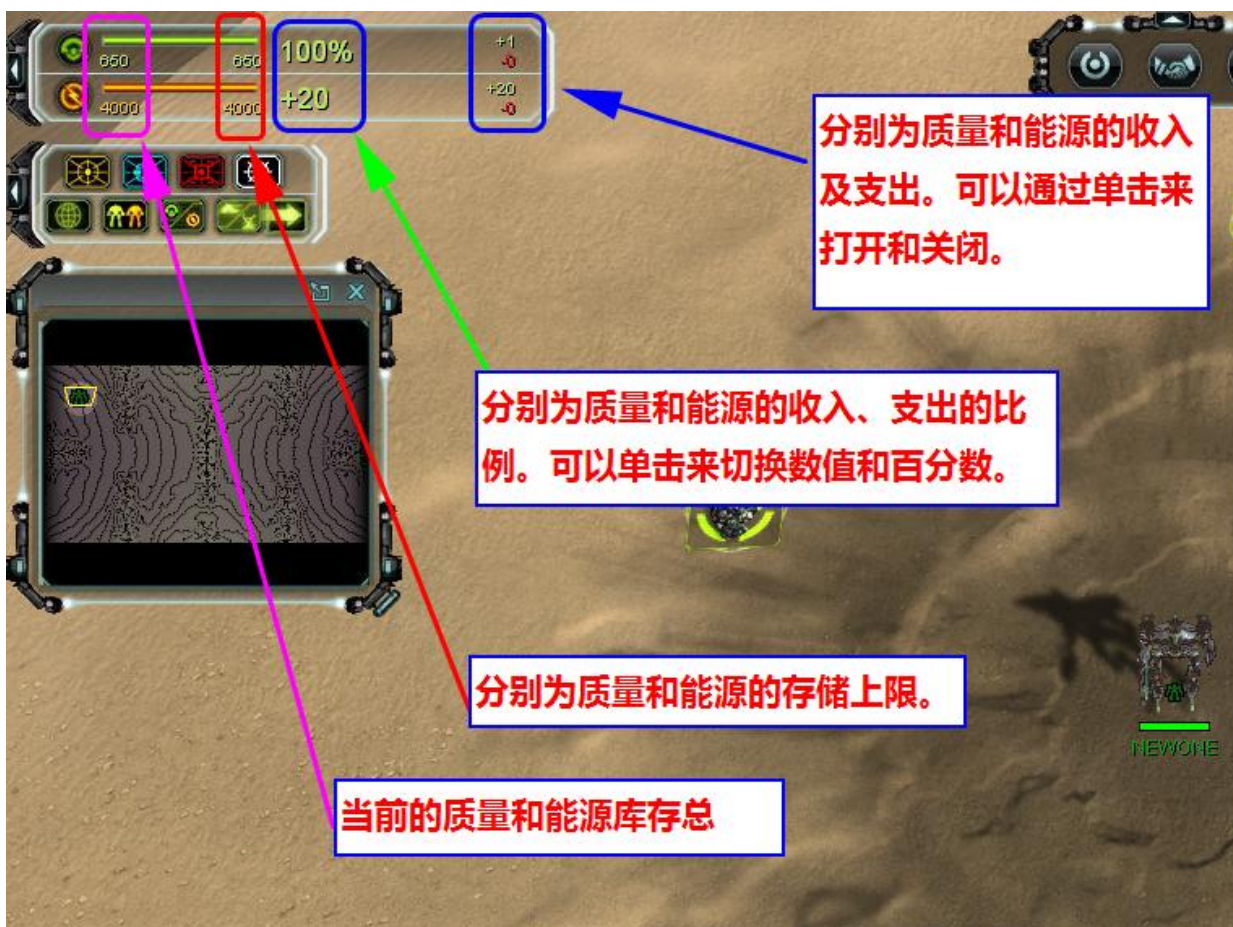 650
650
100%
+1
-0
4000
4000
+20
+20
-0
分别为质量和能源的收入
及支出。可以通过单击来
打开和关闭。
分别为质量和能源的收入、支出的比
例。可以单击来切换数值和百分数。
分别为质量和能源的存储上限。
NEWONE
当前的质量和能源库存总